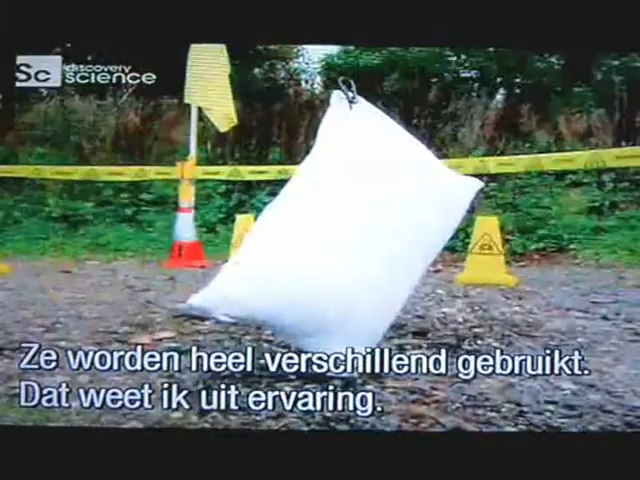 Sc discovery
science
Ze worden heel verschillend gebruikt.
Dat weet ik uit ervaring.